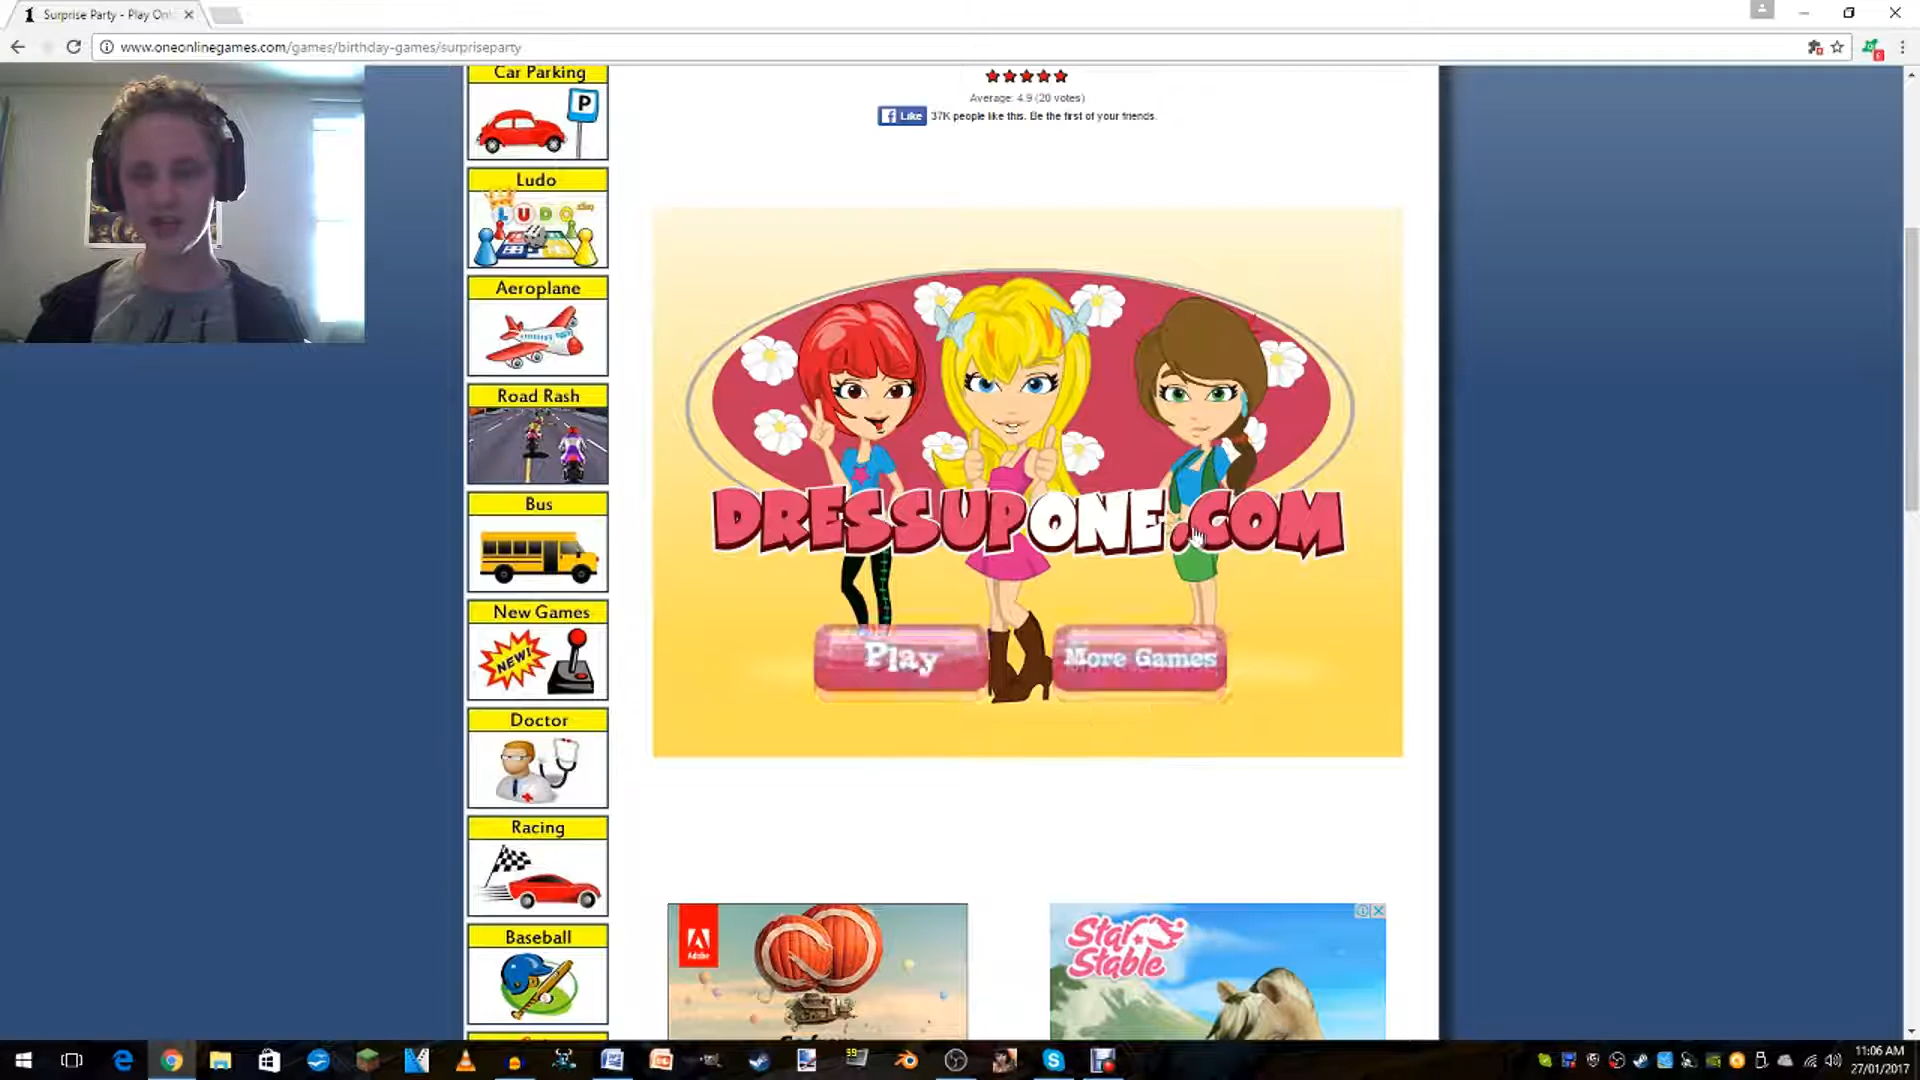 Surprise Party - Play Onl
www.oneonlinegames.com/games/birthday-games/surpriseparty
Car Parking
P
Ludo
LUDO
Aeroplane
Road Rash
Bus
New Games
NEW!
Doctor
Racing
Baseball
Average: 4.9 (20 votes)
Like 37K people like this. Be the first of your friends.
DRESSUPONE.COM
Play
More Games
Adobe
Star Stable
11:06 AM
27/01/2017